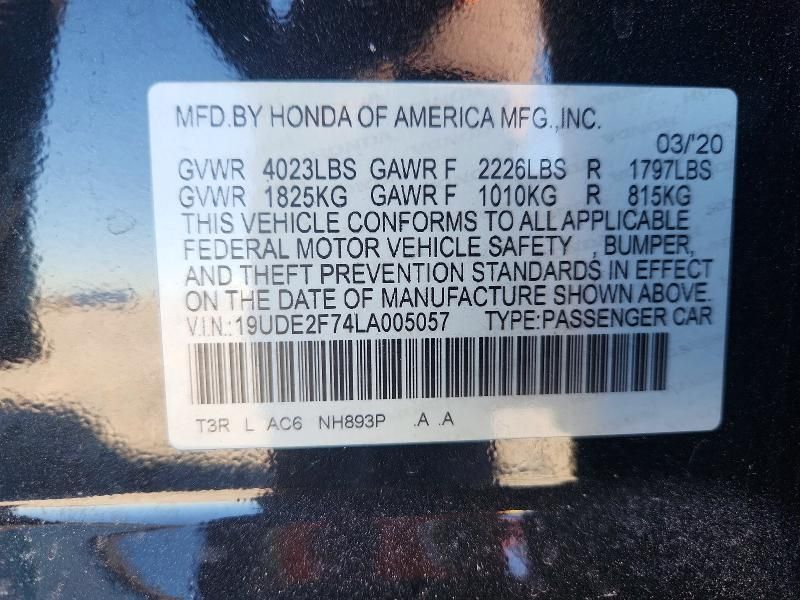 MFD.BY HONDA OF AMERICA MFG.,INC.
03/'20
GVWR 4023LBS GAWR F 2226LBS R 1797LBS
GVWR 1825KG GAWR F 1010KG R 815KG
THIS VEHICLE CONFORMS TO ALL APPLICABLE
FEDERAL MOTOR VEHICLE SAFETY , BUMPER,
AND THEFT PREVENTION STANDARDS IN EFFECT
ON THE DATE OF MANUFACTURE SHOWN ABOVE.
V.I.N.:19UDE2F74LA005057 TYPE:PASSENGER CAR
T3R L AC6 NH893P .A .A